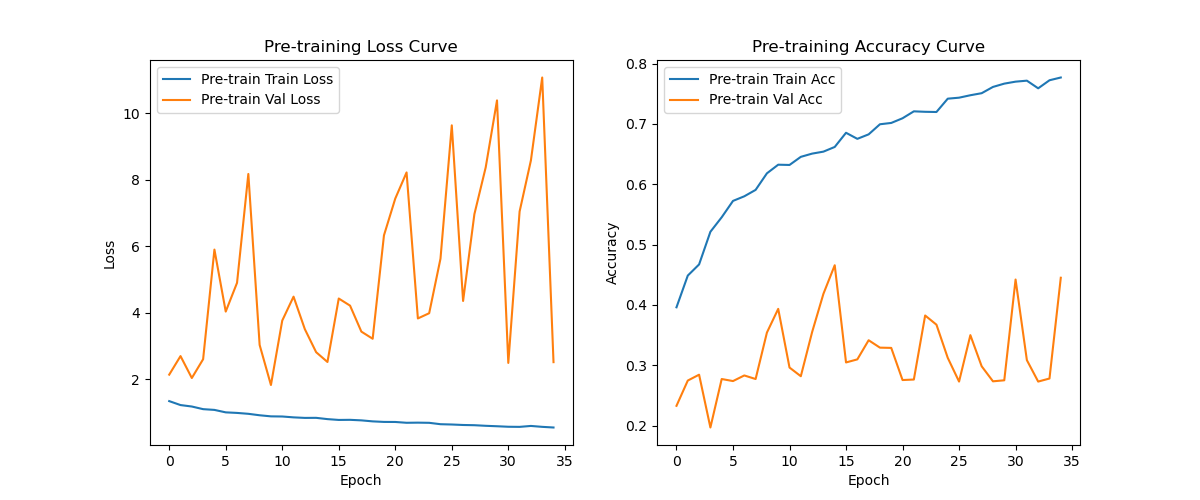 Pre-training Loss Curve
Pre-train Train Loss
Pre-train Val Loss
10
8
6
4
2
Loss
0 5 10 15 20 25 30 35
Epoch
Pre-training Accuracy Curve
Pre-train Train Acc
Pre-train Val Acc
0.8
0.7
0.6
0.5
0.4
0.3
0.2
Accuracy
0 5 10 15 20 25 30 35
Epoch